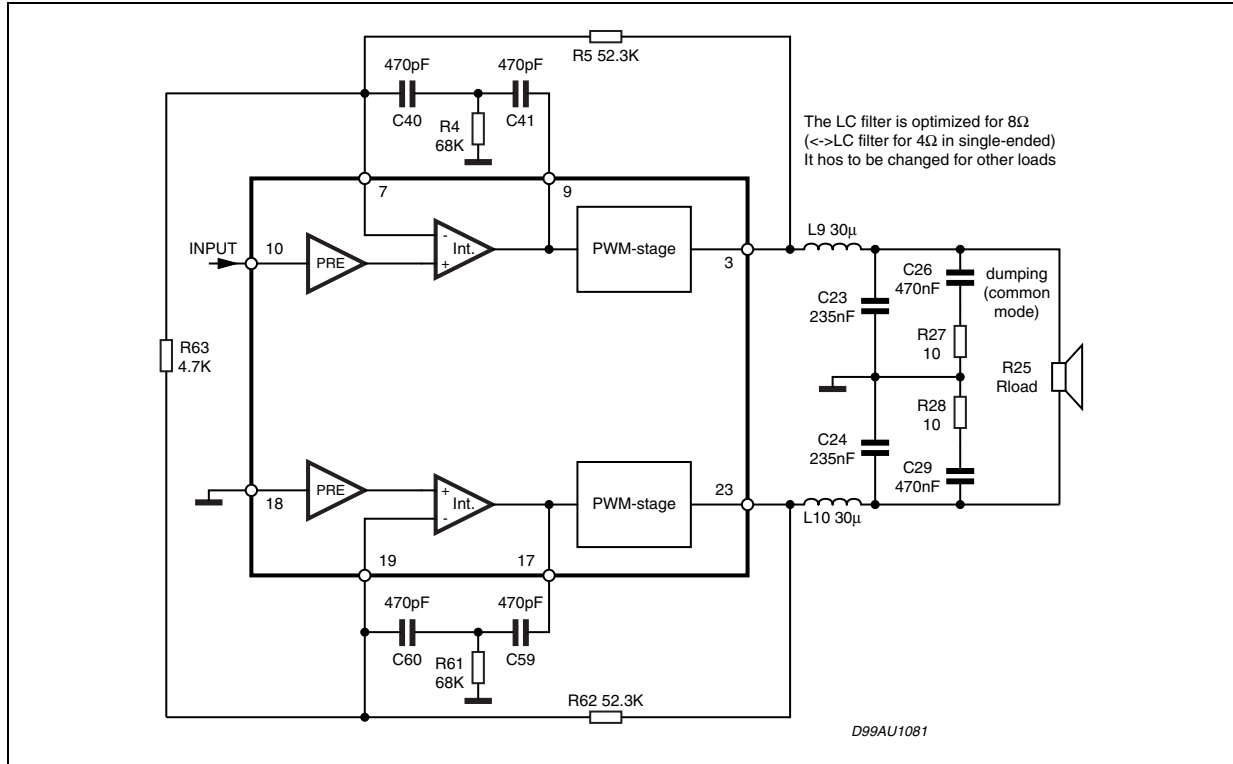 R5 52.3K
470pF
470pF
C40
R4
68K
C41
The LC filter is optimized for 8Ω
(<->LC filter for 4Ω in single-ended)
It hos to be changed for other loads
7
9
INPUT
10
PRE
-
+
Int.
PWM-stage
3
L9 30μ
C23
235nF
C26
470nF
dumping
(common
mode)
R27
10
R63
4.7K
R25
Rload
R28
10
C24
235nF
C29
470nF
18
PRE
+
-
Int.
PWM-stage
23
L10 30μ
19
17
470pF
470pF
C60
R61
68K
C59
R62 52.3K
D99AU1081